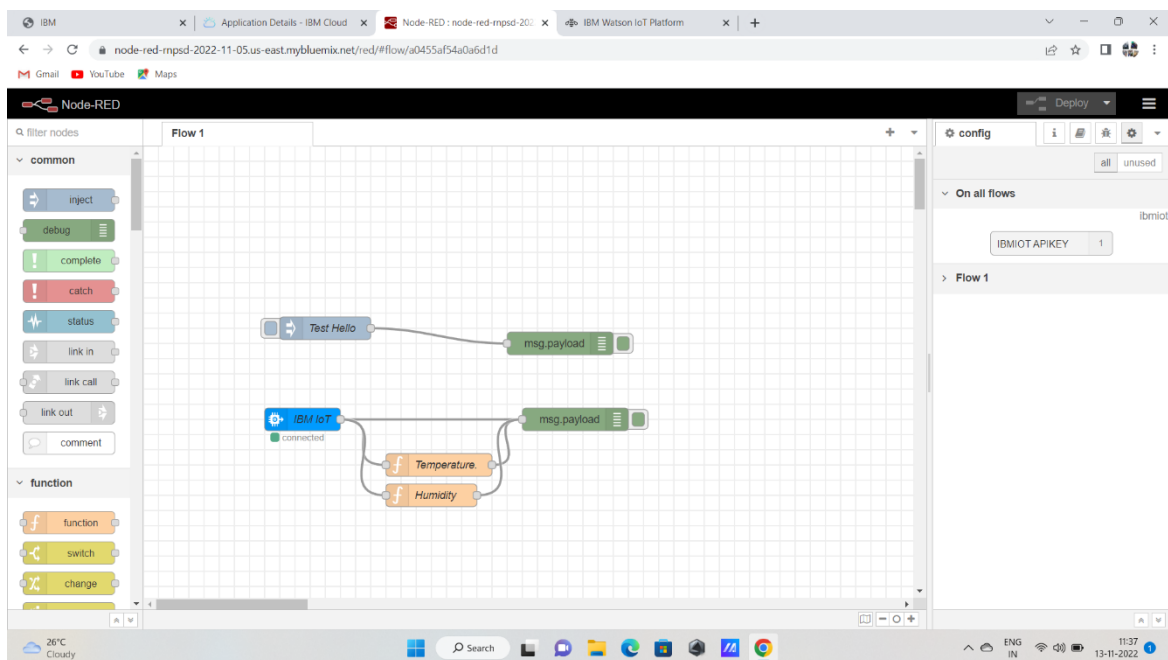 IBM
Application Details - IBM Cloud
Node-RED : node-red-rnpsd-202
IBM Watson IoT Platform
node-red-rnpsd-2022-11-05.us-east.mybluemix.net/red/#flow/a0455af54a0a6d1d
Gmail YouTube Maps
Node-RED
Deploy
filter nodes
Flow 1
config
i
all unused
common
inject
debug
complete
catch
status
link in
link call
link out
comment
function
function
switch
change
Test Hello
msg.payload
IBM IoT
connected
msg.payload
Temperature.
Humidity
On all flows
ibmiot
IBMIOT APIKEY 1
Flow 1
26°C
Cloudy
Search
ENG
IN
11:37
13-11-2022
1